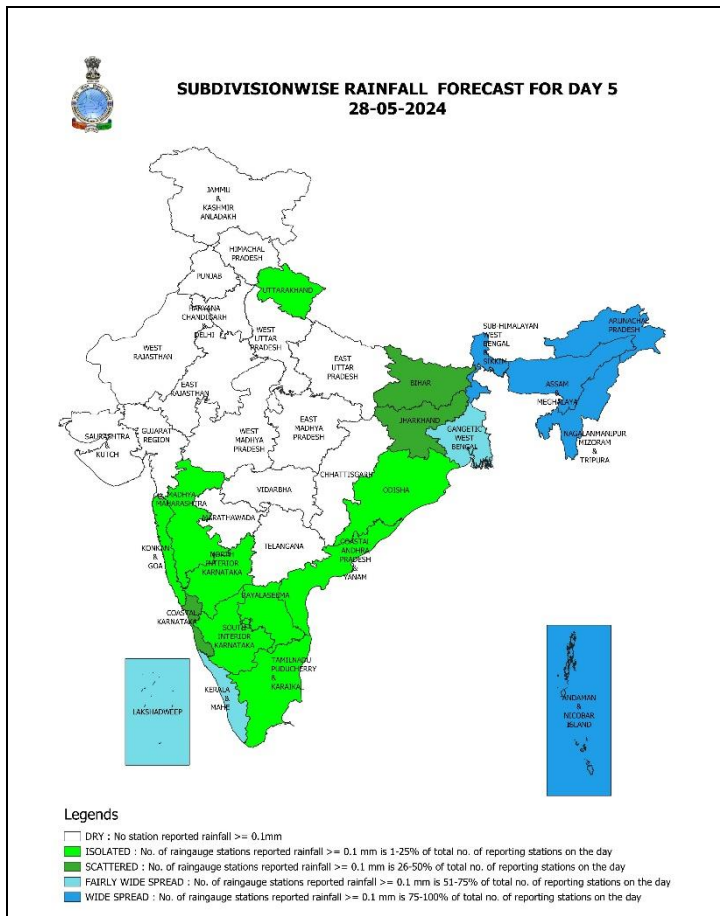 SUBDIVISIONWISE RAINFALL FORECAST FOR DAY 5
28-05-2024
JAMMU
&
KASHMIR
ANLADAKH
HIMACHAL
PRADESH
PUNJAB
UTTARAKHAND
HARYANA
CHANDIGARH
&
DELHI
WEST
UTTAR
PRADESH
WEST
RAJASTHAN
EAST
UTTAR
PRADESH
EAST
RAJASTHAN
SUB-HIMALAYAN
WEST
BENGAL
&
SIKKIM
ARUNACHAL
PRADESH
ASSAM
&
MEGHALAYA
NAGALANMANIPUR
MIZORAM
&
TRIPURA
BIHAR
JHARKHAND
GANGETIC
WEST
BENGAL
SAURASHTRA
&
KUTCH
GUJARAT
REGION
WEST
MADHYA
PRADESH
EAST
MADHYA
PRADESH
CHHATTISGARH
ODISHA
VIDARBHA
MADHYA
MAHARASHTRA
MARATHAWADA
KONKAN
&
GOA
TELANGANA
COASTAL
ANDHRA
PRADESH
&
YANAM
NORTH
INTERIOR
KARNATAKA
RAYALASEEMA
COASTAL
KARNATAKA
SOUTH
INTERIOR
KARNATAKA
TAMILNADU
PUDUCHERRY
&
KARAIKAL
KERALA
&
MAHE
LAKSHADWEEP
ANDAMAN
&
NICOBAR
ISLAND
Legends
DRY : No station reported rainfall >= 0.1mm
ISOLATED : No. of raingauge stations reported rainfall >= 0.1 mm is 1-25% of total no. of reporting stations on the day
SCATTERED : No. of raingauge stations reported rainfall >= 0.1 mm is 26-50% of total no. of reporting stations on the day
FAIRLY WIDE SPREAD : No. of raingauge stations reported rainfall >= 0.1 mm is 51-75% of total no. of reporting stations on the day
WIDE SPREAD : No. of raingauge stations reported rainfall >= 0.1 mm is 75-100% of total no. of reporting stations on the day